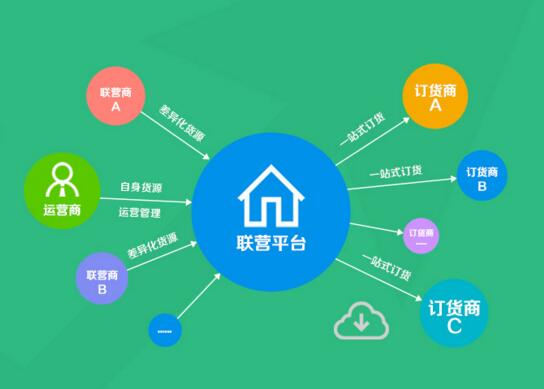 联营商
A
差异化货源
运营商
自身货源
运营管理
联营商
B
差异化货源
......
联营平台
一站式订货
订货商
A
一站式订货
订货商
B
订货商
...
一站式订货
订货商
C